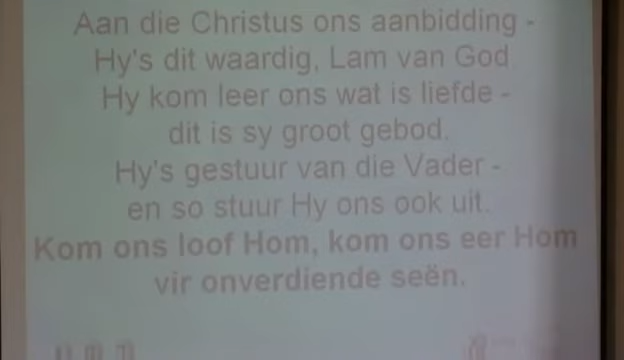 Aan die Christus ons aanbidding -
Hy's dit waardig, Lam van God
Hy kom leer ons wat is liefde -
dit is sy groot gebod.
Hy's gestuur van die Vader -
en so stuur Hy ons ook uit.
Kom ons loof Hom, kom ons eer Hom
vir onverdiende seën.